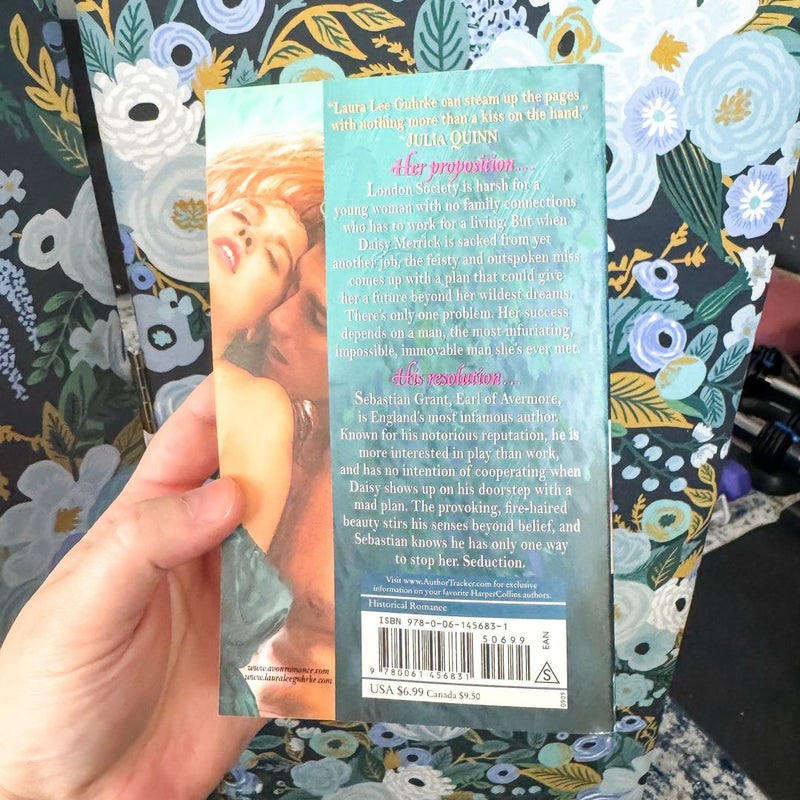 "Laura Lee Guhrke can steam up the pages
with nothing more than a kiss on the hand."
~JULIA QUINN
Her proposition....
London Society is harsh for a
young woman with no family connections
who has to work for a living. But when
Daisy Merrick is sacked from yet
another job, the feisty and outspoken miss
comes up with a plan that could give
her a future beyond her wildest dreams.
There's only one problem. Her success
depends on a man, the most infuriating,
impossible, immovable man she's ever met.
His resolution....
Sebastian Grant, Earl of Avermore,
is England's most infamous author.
Known for his notorious reputation, he is
more interested in play than work,
and has no intention of cooperating when
Daisy shows up on his doorstep with a
mad plan. The provoking, fire-haired
beauty stirs his senses beyond belief, and
Sebastian knows he has only one way
to stop her. Seduction.
Visit www.AuthorTracker.com for exclusive
information on your favorite HarperCollins authors.
Historical Romance
ISBN 978-0-06-145683-1
50699
EAN
9 780061 456831
S
USA $6.99 Canada $9.50
0909
www.avonromance.com
www.lauraleeguhrke.com